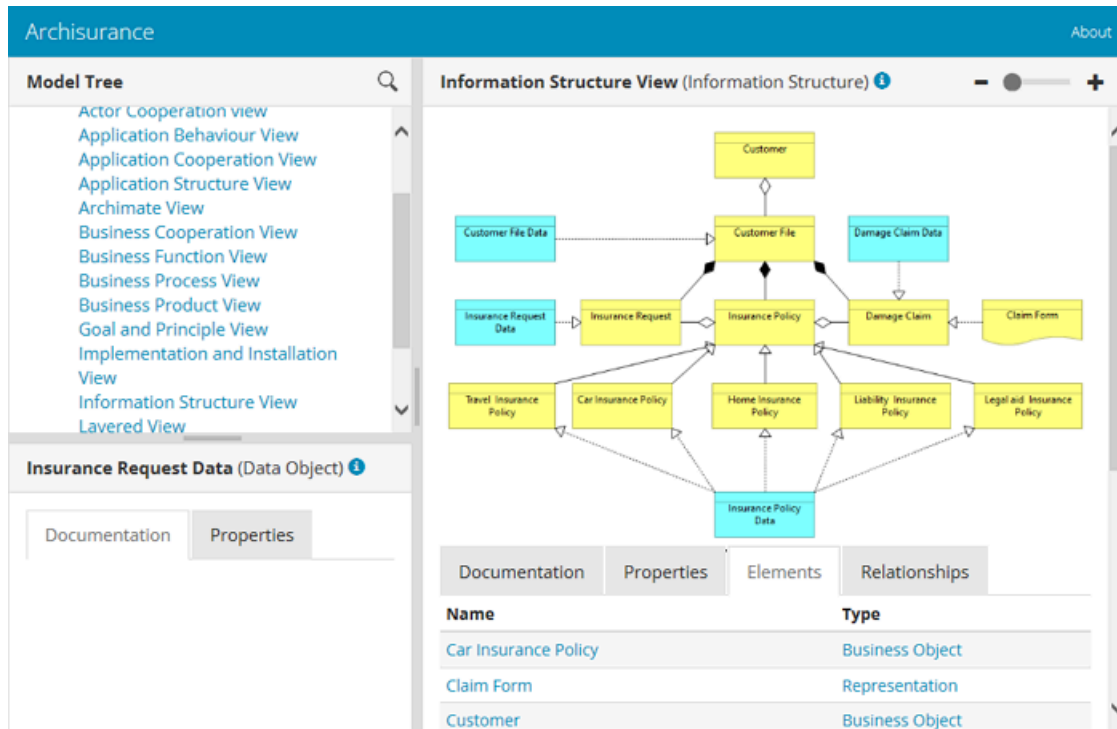 Archisurance
About
Model Tree
Actor Cooperation view
Application Behaviour View
Application Cooperation View
Application Structure View
Archimate View
Business Cooperation View
Business Function View
Business Process View
Business Product View
Goal and Principle View
Implementation and Installation
View
Information Structure View
Layered View
Insurance Request Data (Data Object)
Documentation
Properties
Information Structure View (Information Structure)
Customer
Customer File Data
Customer File
Damage Claim Data
Insurance Request
Data
Insurance Request
Insurance Policy
Damage Claim
Claim Form
Travel Insurance
Policy
Car Insurance Policy
Home Insurance
Policy
Liability Insurance
Policy
Legal aid Insurance
Policy
Insurance Policy
Data
Documentation
Properties
Elements
Relationships
Name
Type
Car Insurance Policy
Business Object
Claim Form
Representation
Customer
Business Object